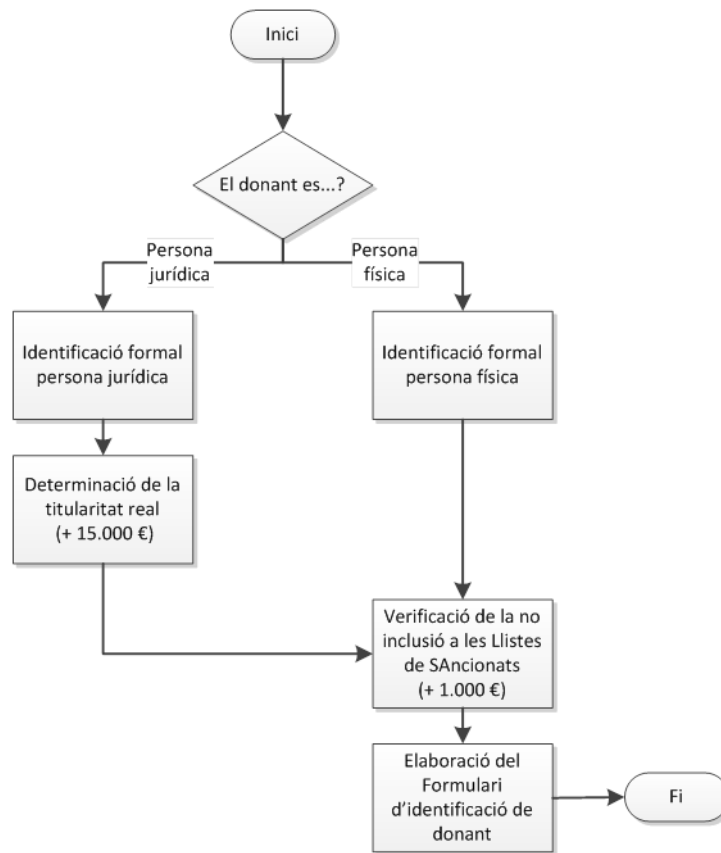 Inici
El donant es...?
Persona
jurídica
Persona
física
Identificació formal
persona jurídica
Identificació formal
persona física
Determinació de la
titularitat real
(+ 15.000 €)
Verificació de la no
inclusió a les Llistes
de SAncionats
(+ 1.000 €)
Elaboració del
Formulari
d’identificació de
donant
Fi